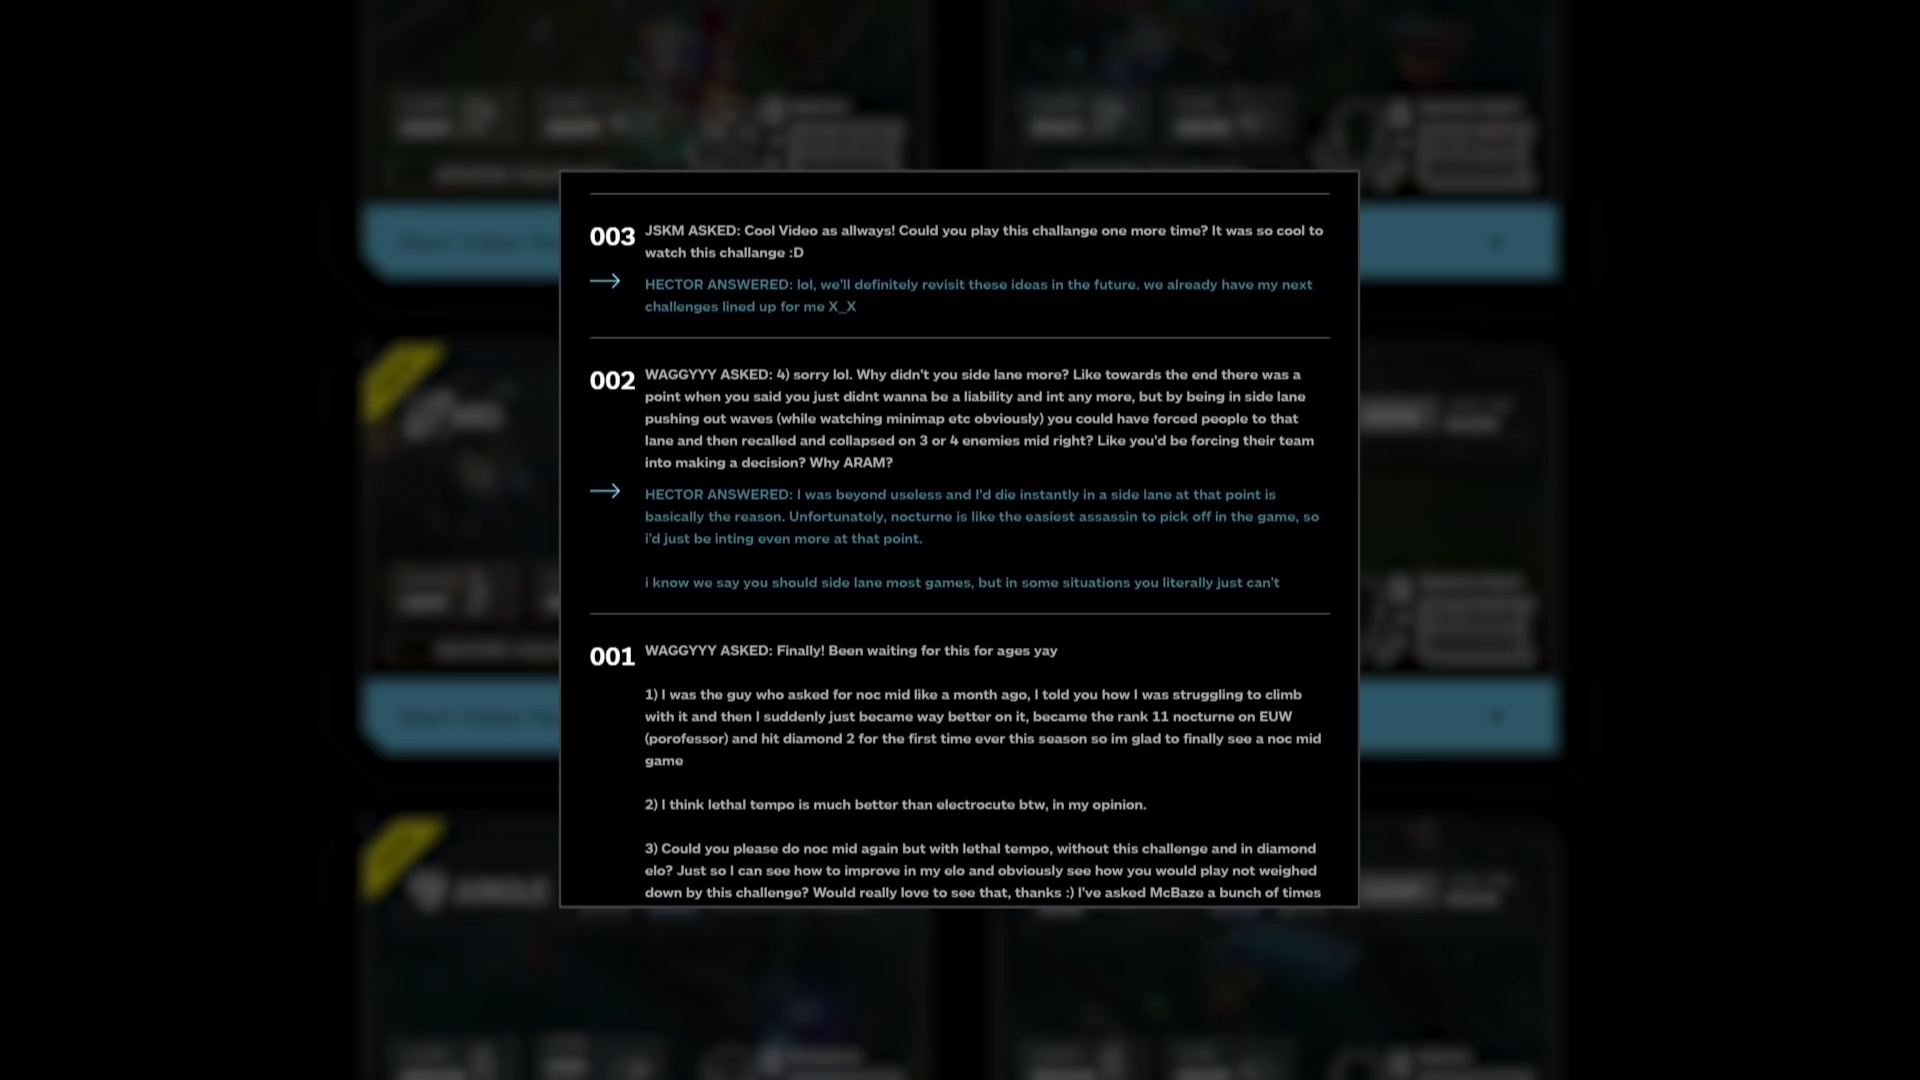 003 JSKM ASKED: Cool Video as allways! Could you play this challange one more time? It was so cool to
watch this challange :D
HECTOR ANSWERED: lol, we'll definitely revisit these ideas in the future. we already have my next
challenges lined up for me X_X
002 WAGGYYY ASKED: 4) sorry lol. Why didn't you side lane more? Like towards the end there was a
point when you said you just didnt wanna be a liability and int any more, but by being in side lane
pushing out waves (while watching minimap etc obviously) you could have forced people to that
lane and then recalled and collapsed on 3 or 4 enemies mid right? Like you'd be forcing their team
into making a decision? Why ARAM?
HECTOR ANSWERED: I was beyond useless and I'd die instantly in a side lane at that point is
basically the reason. Unfortunately, nocturne is like the easiest assassin to pick off in the game, so
i'd just be inting even more at that point.
i know we say you should side lane most games, but in some situations you literally just can't
001 WAGGYYY ASKED: Finally! Been waiting for this for ages yay
1) I was the guy who asked for noc mid like a month ago, I told you how I was struggling to climb
with it and then I suddenly just became way better on it, became the rank 11 nocturne on EUW
(porofessor) and hit diamond 2 for the first time ever this season so im glad to finally see a noc mid
game
2) I think lethal tempo is much better than electrocute btw, in my opinion.
3) Could you please do noc mid again but with lethal tempo, without this challenge and in diamond
elo? Just so I can see how to improve in my elo and obviously see how you would play not weighed
down by this challenge? Would really love to see that, thanks :) I've asked McBaze a bunch of times